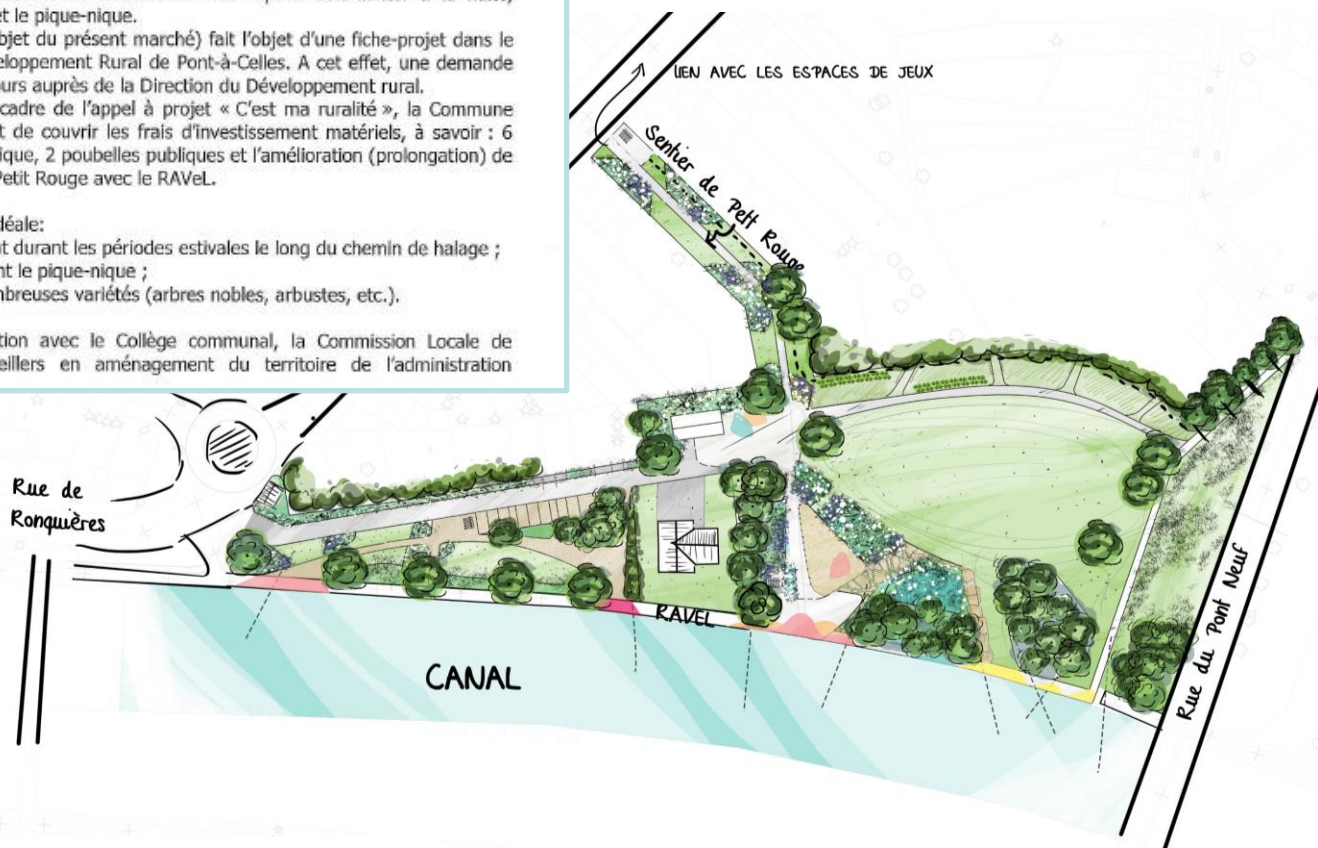 et le pique-nique.
bjet du présent marché) fait l'objet d'une fiche-projet dans le
eloppement Rural de Pont-à-Celles. A cet effet, une demande
ours auprès de la Direction du Développement rural.
cadre de l'appel à projet « C'est ma ruralité », la Commune
t de couvrir les frais d'investissement matériels, à savoir : 6
ique, 2 poubelles publiques et l'amélioration (prolongation) de
Petit Rouge avec le RAVeL.
déale:
nt durant les périodes estivales le long du chemin de halage ;
nt le pique-nique ;
mbreuses variétés (arbres nobles, arbustes, etc.).
tion avec le Collège communal, la Commission Locale de
eillers en aménagement du territoire de l'administration
LIEN AVEC LES ESPACES DE JEUX
Sentier de Petit Rouge
Rue de
Ronquières
RAVEL
CANAL
Rue du Pont Neuf